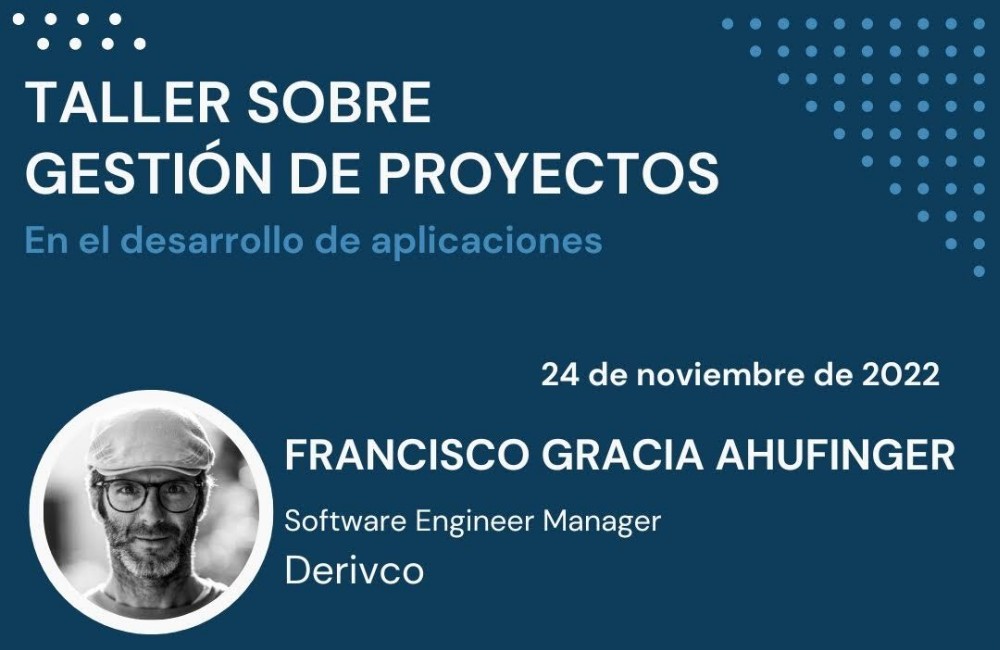 TALLER SOBRE
GESTIÓN DE PROYECTOS
En el desarrollo de aplicaciones
24 de noviembre de 2022
FRANCISCO GRACIA AHUFINGER
Software Engineer Manager
Derivco